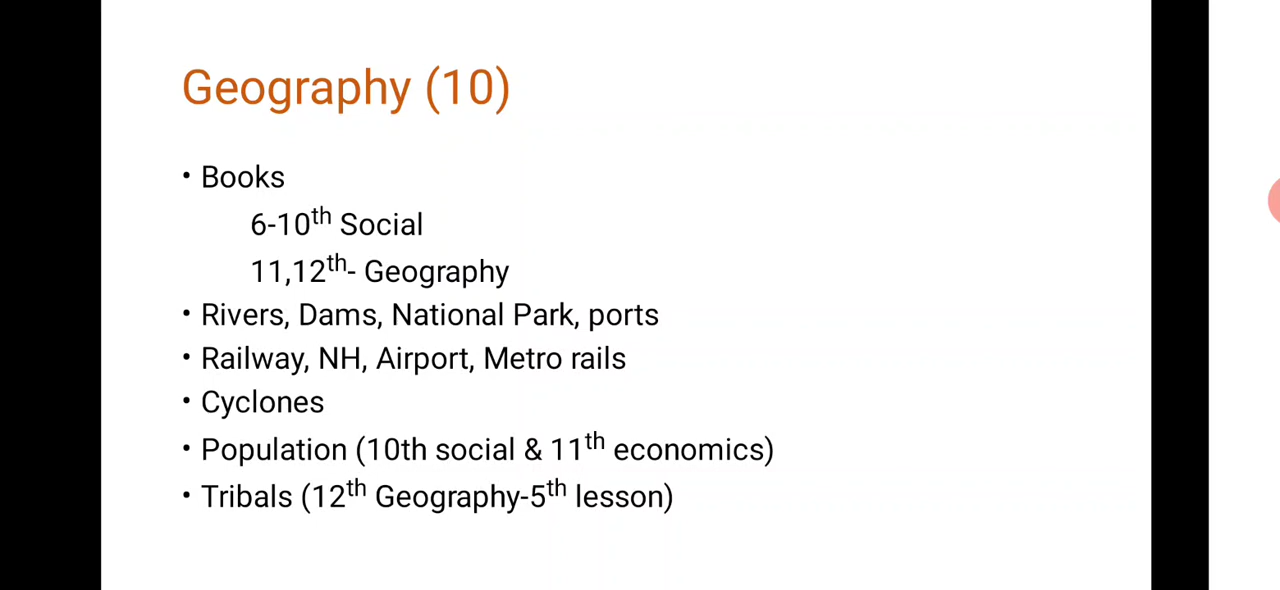 Geography (10)
• Books
6-10th Social
11,12th- Geography
• Rivers, Dams, National Park, ports
• Railway, NH, Airport, Metro rails
• Cyclones
• Population (10th social & 11th economics)
• Tribals (12th Geography-5th lesson)